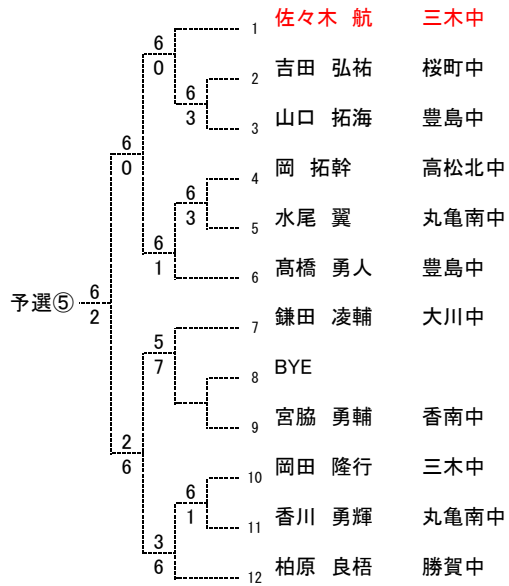 1 佐々木 航 三木中
6
0
2 吉田 弘祐 桜町中
6
3
3 山口 拓海 豊島中
6
0
4 岡 拓幹 高松北中
6
3
5 水尾 翼 丸亀南中
6
1
6 髙橋 勇人 豊島中
予選⑤
6
2
7 鎌田 凌輔 大川中
5
7
8 BYE
9 宮脇 勇輔 香南中
2
6
10 岡田 隆行 三木中
6
1
11 香川 勇輝 丸亀南中
3
6
12 柏原 良梧 勝賀中